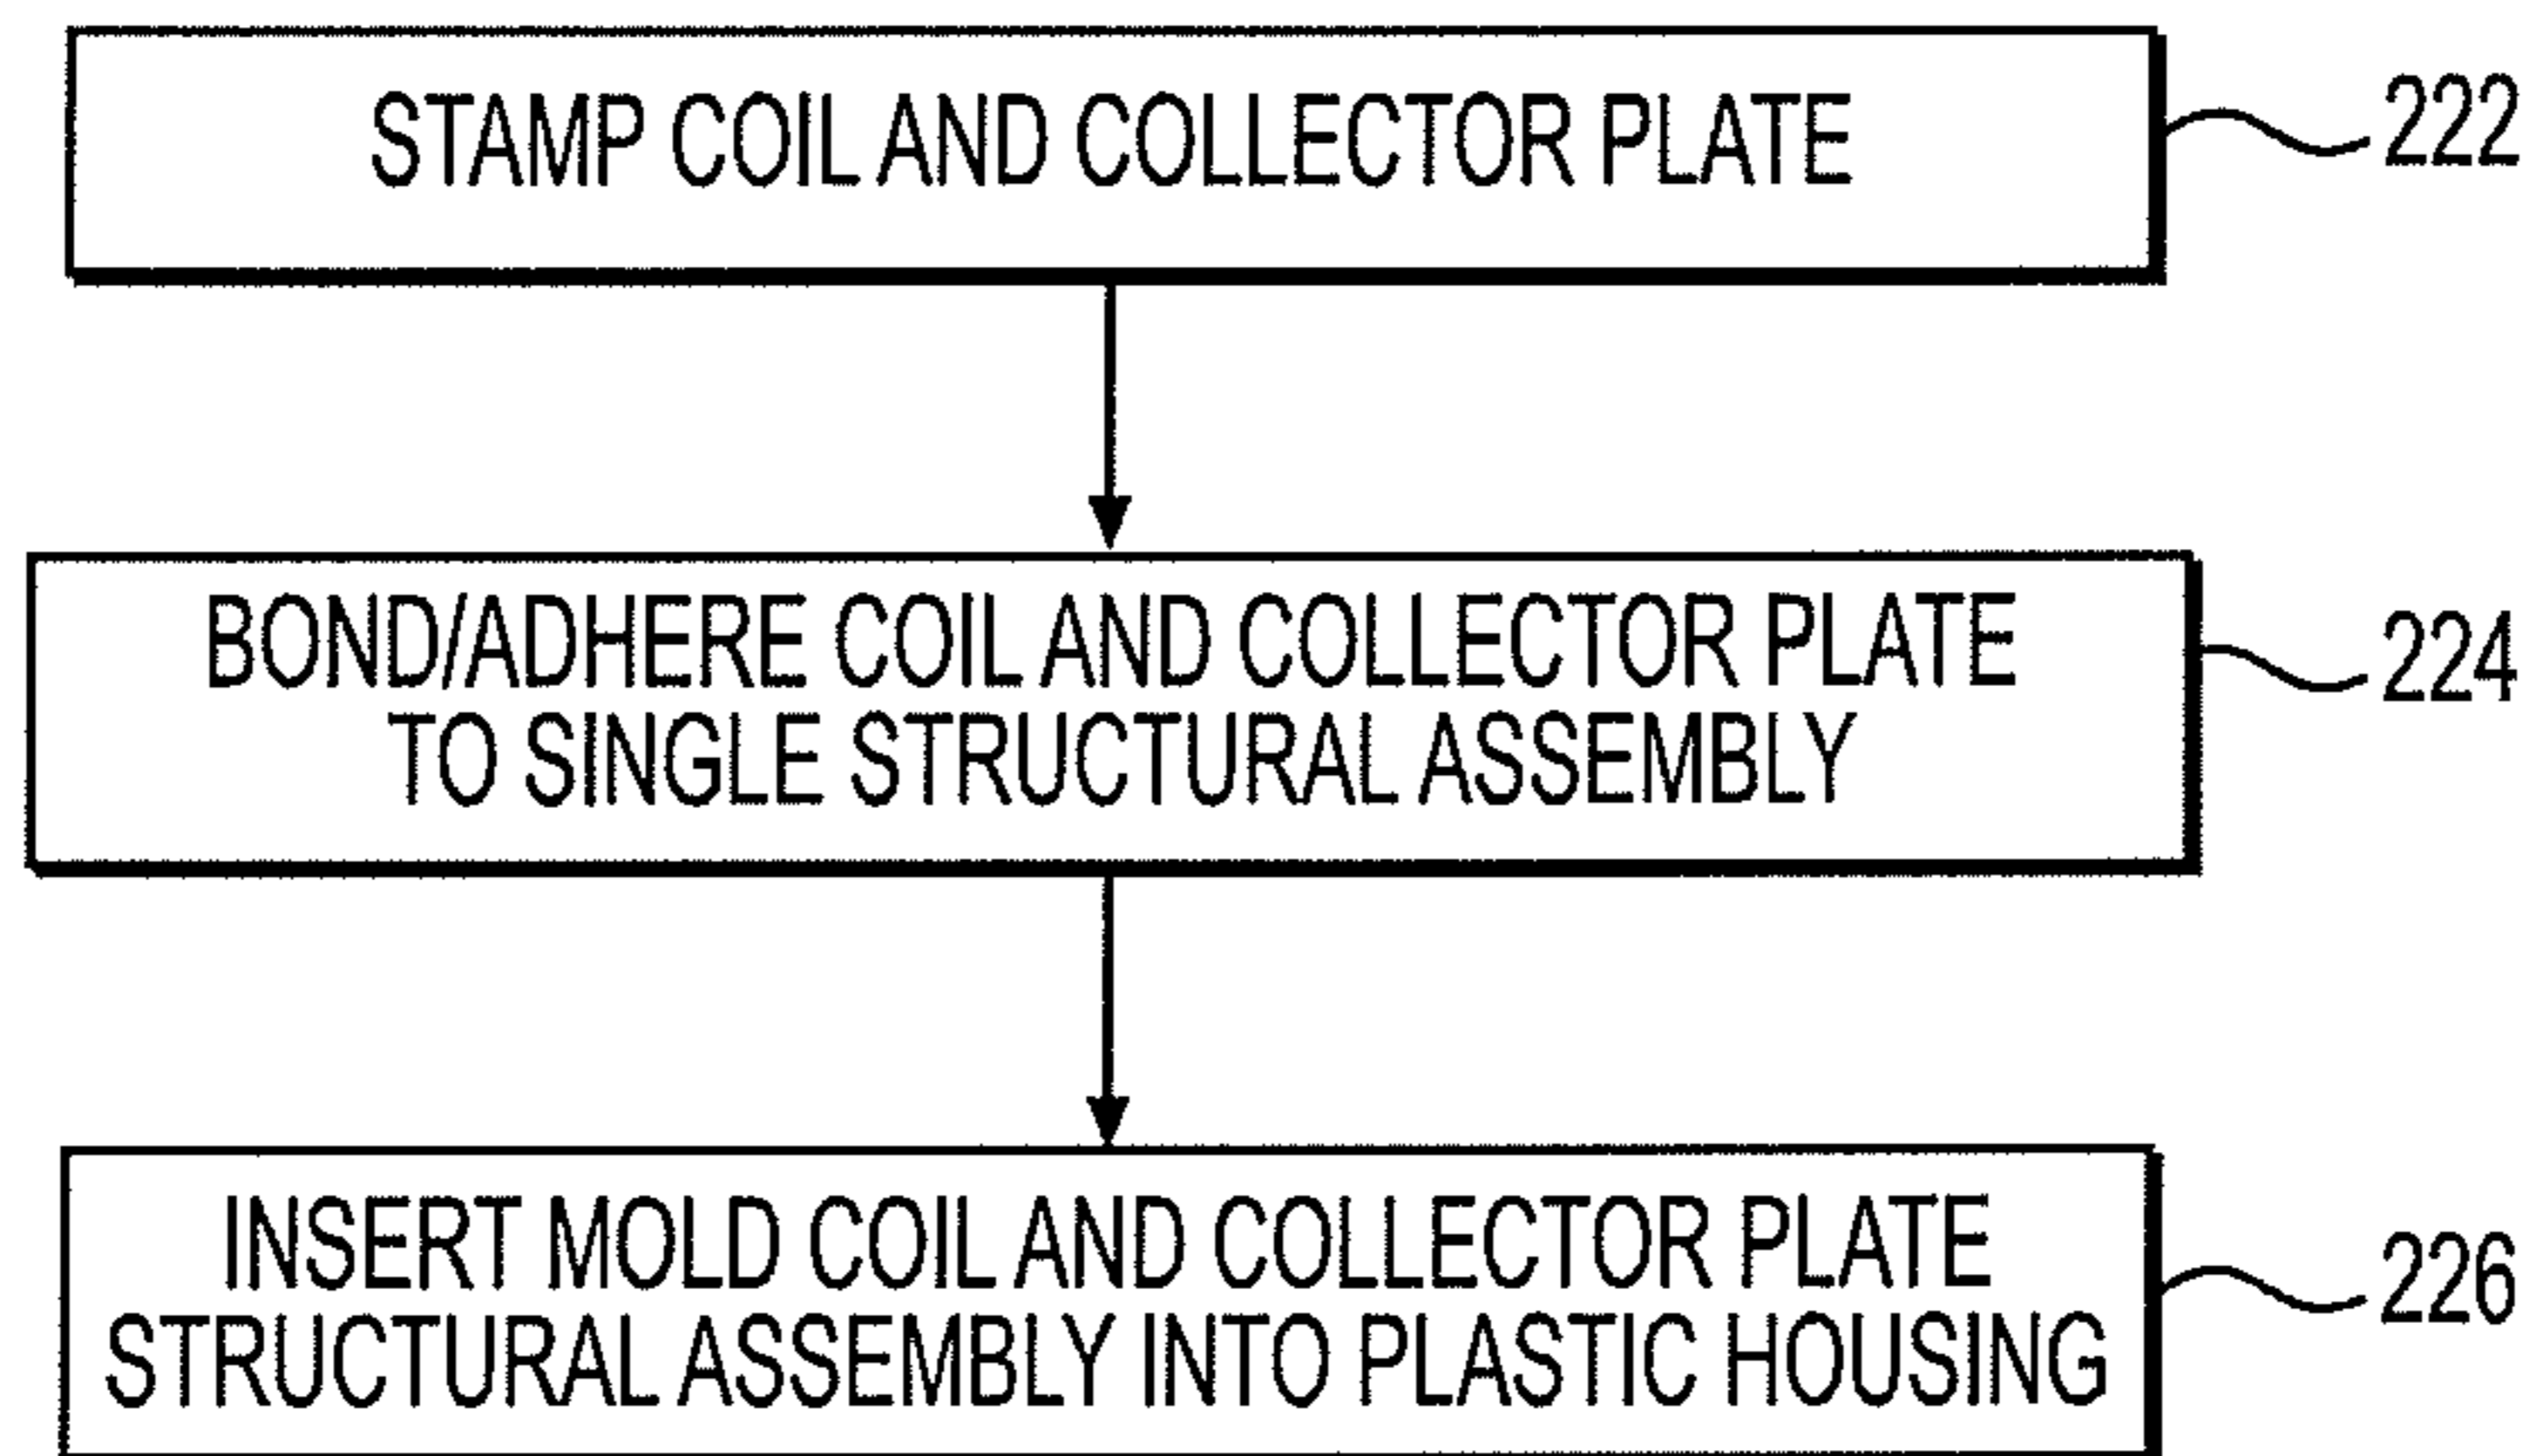 STAMP COIL AND COLLECTOR PLATE
222
BOND/ADHERE COIL AND COLLECTOR PLATE
TO SINGLE STRUCTURAL ASSEMBLY
224
INSERT MOLD COIL AND COLLECTOR PLATE
STRUCTURAL ASSEMBLY INTO PLASTIC HOUSING
226